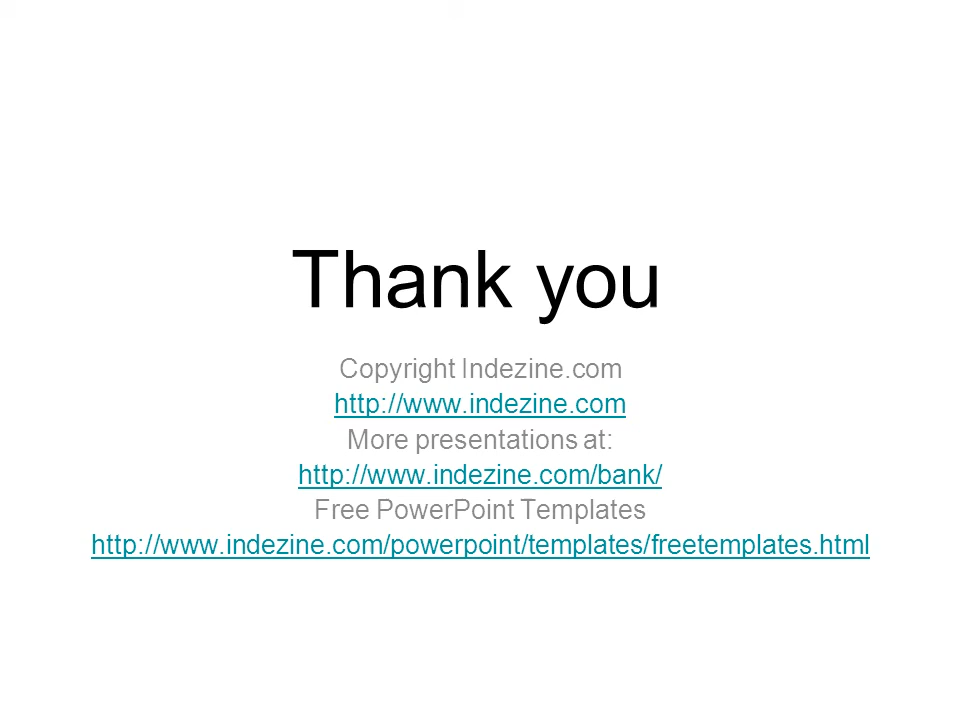 Thank you
Copyright Indezine.com
http://www.indezine.com
More presentations at:
http://www.indezine.com/bank/
Free PowerPoint Templates
http://www.indezine.com/powerpoint/templates/freetemplates.html